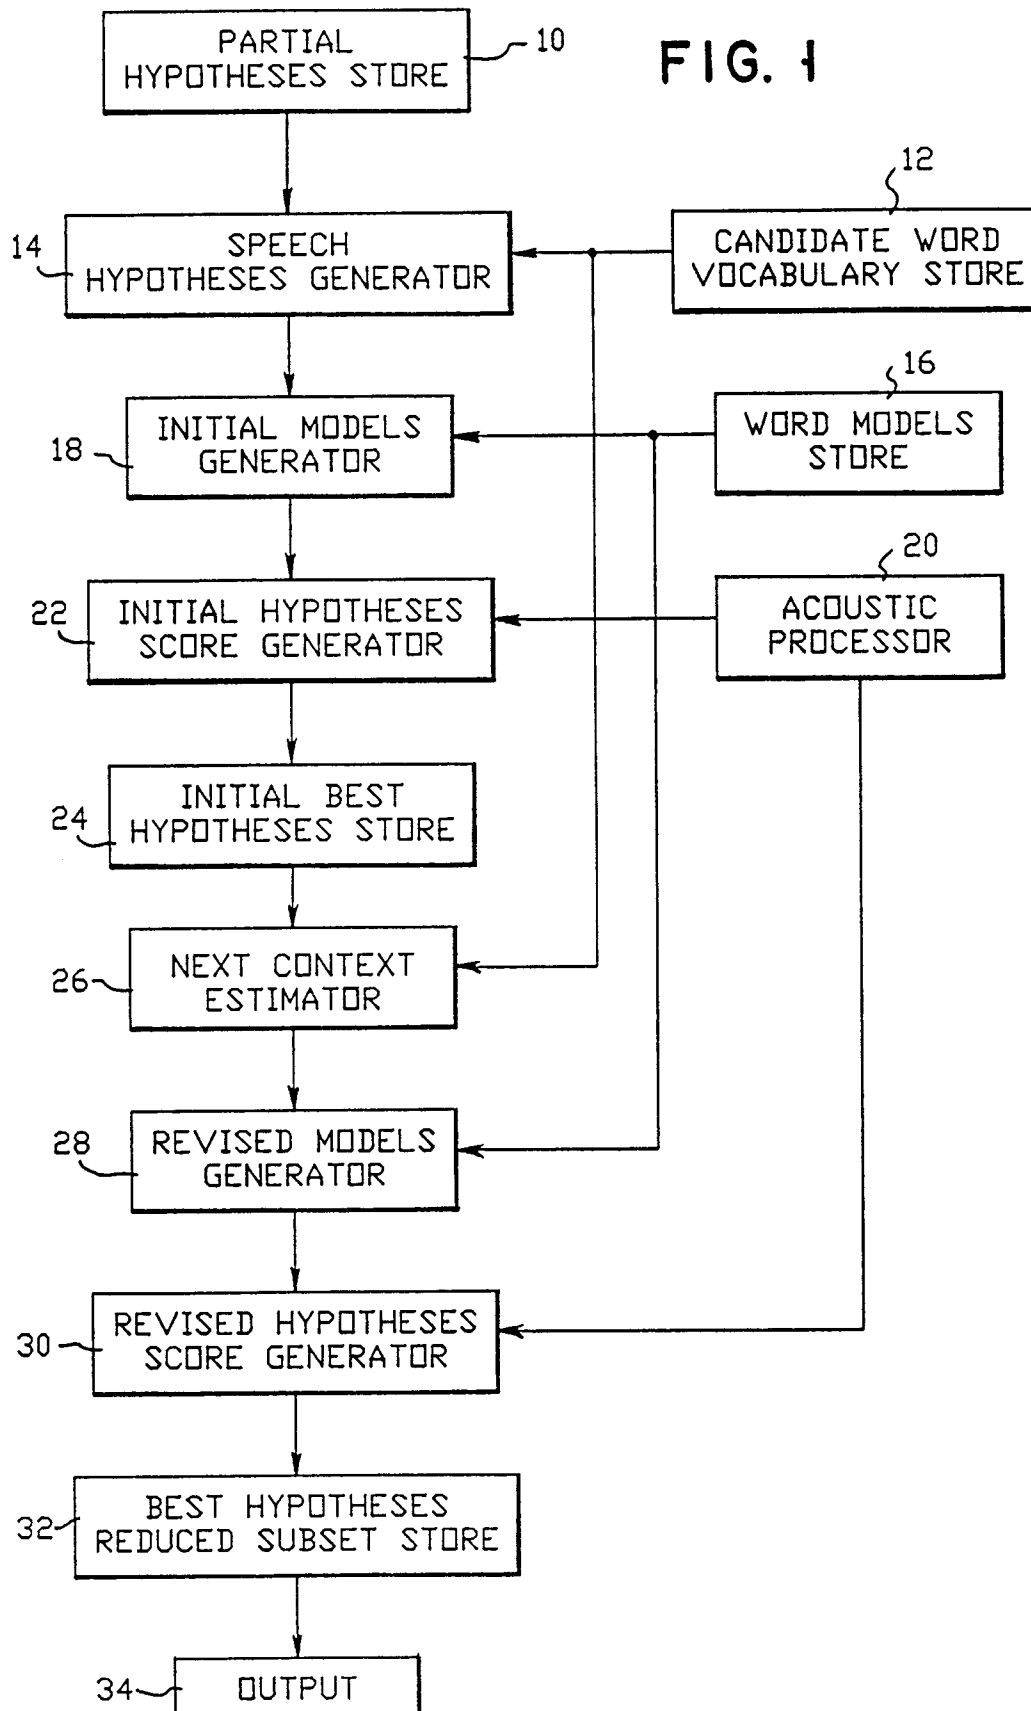 PARTIAL
HYPOTHESES STORE
10
FIG. 1
12
14
SPEECH
HYPOTHESES GENERATOR
CANDIDATE WORD
VOCABULARY STORE
16
18
INITIAL MODELS
GENERATOR
WORD MODELS
STORE
20
22
INITIAL HYPOTHESES
SCORE GENERATOR
ACOUSTIC
PROCESSOR
24
INITIAL BEST
HYPOTHESES STORE
26
NEXT CONTEXT
ESTIMATOR
28
REVISED MODELS
GENERATOR
30
REVISED HYPOTHESES
SCORE GENERATOR
32
BEST HYPOTHESES
REDUCED SUBSET STORE
34
OUTPUT